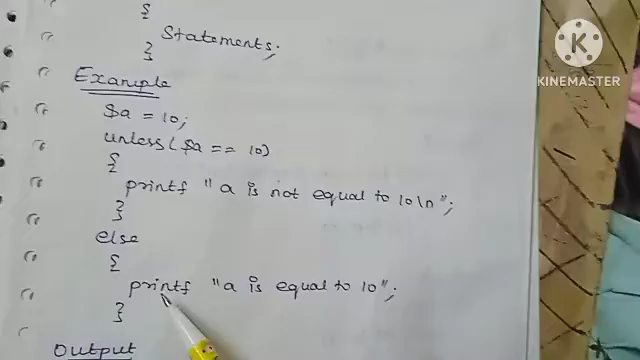 {
Statements;
}
Example
$a = 10;
unless($a == 10)
{
printf "a is not equal to 10\n";
}
else
{
printf "a is equal to 10";
}
Output
KINEMASTER